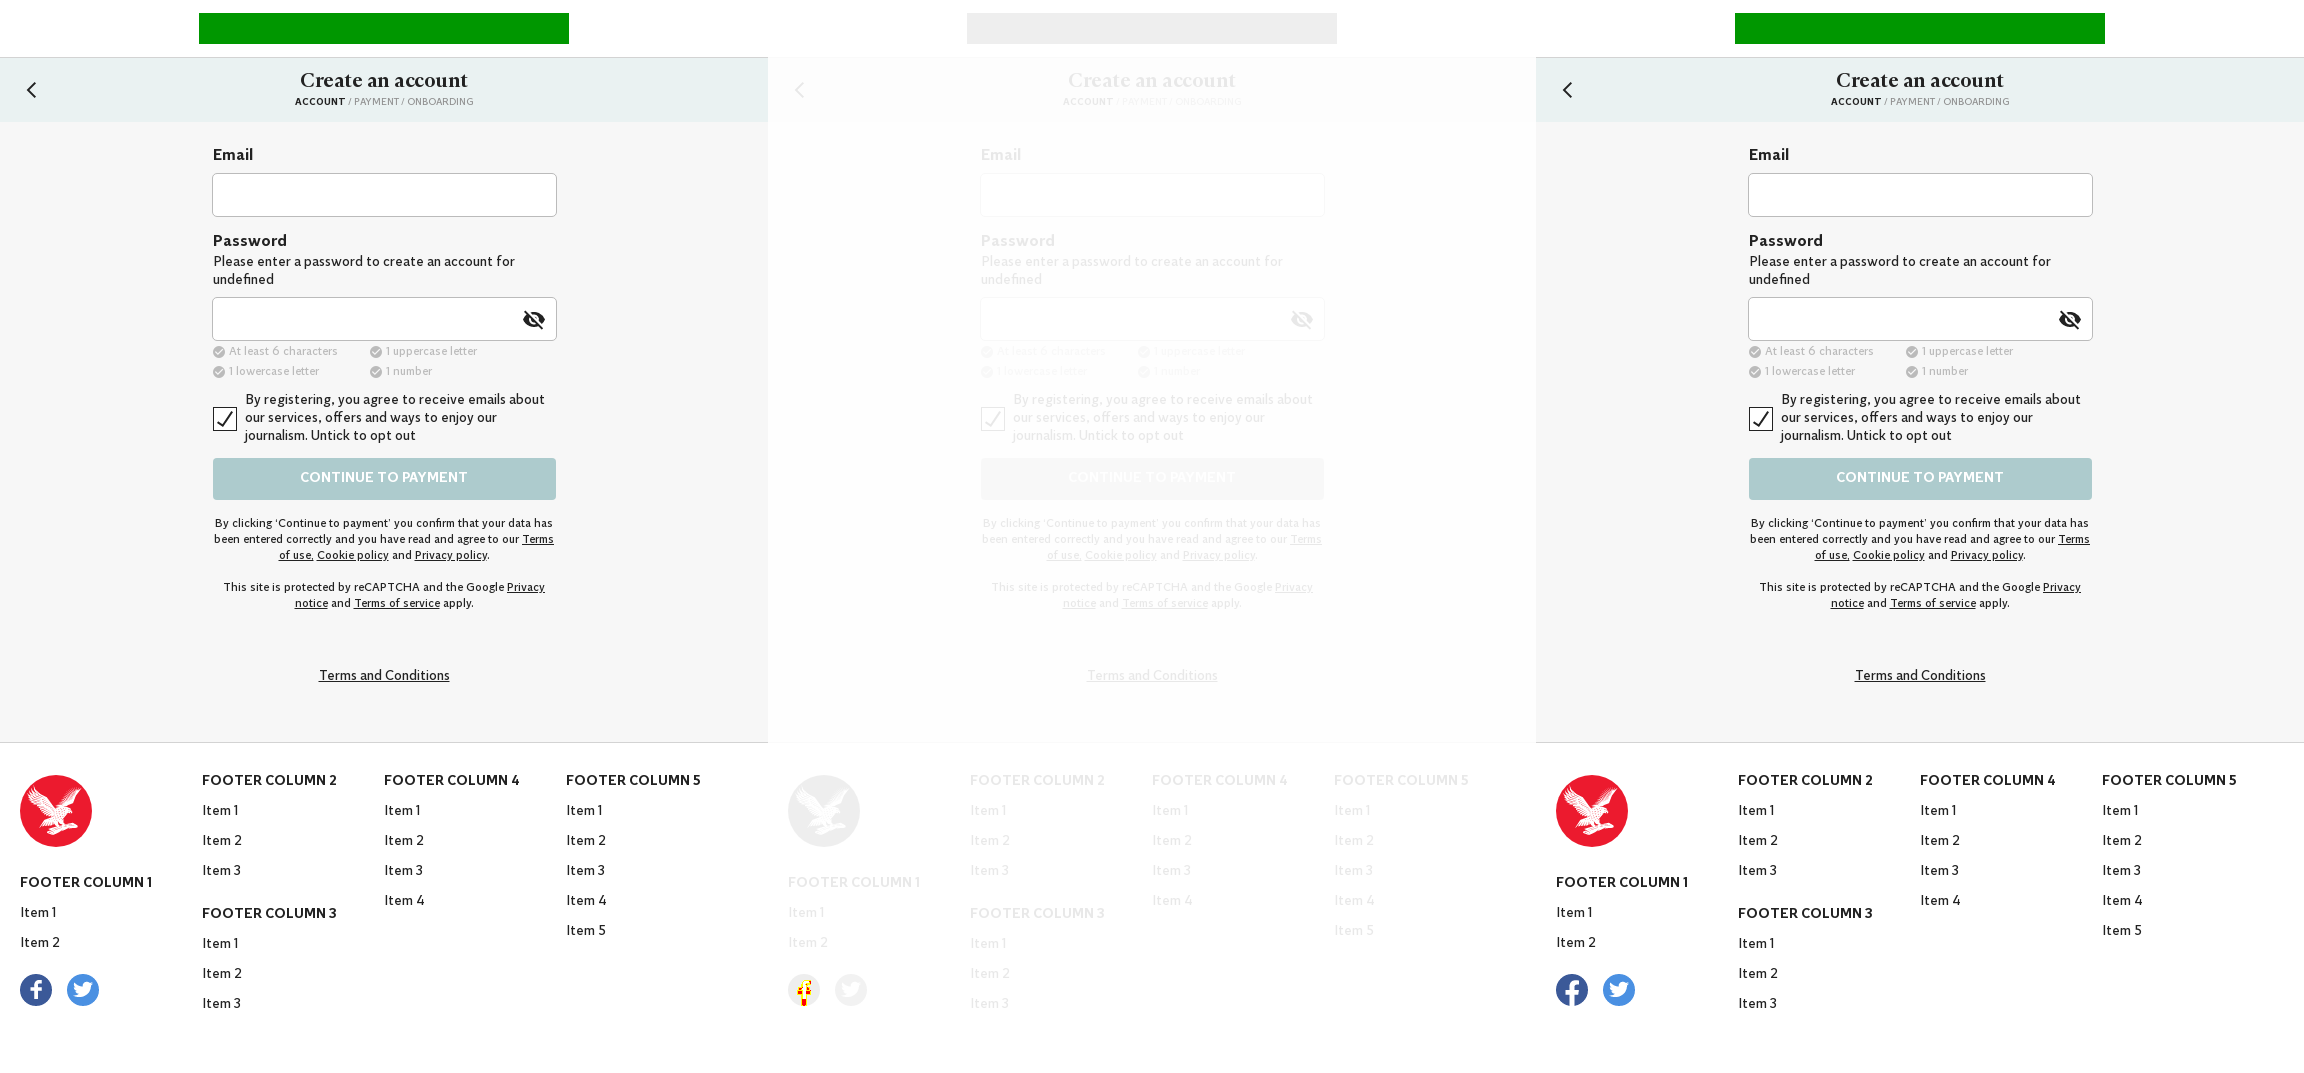 Create an account
ACCOUNT / PAYMENT / ONBOARDING
Email
Password
Please enter a password to create an account for
undefined
At least 6 characters
1 uppercase letter
1 lowercase letter
1 number
By registering, you agree to receive emails about
our services, offers and ways to enjoy our
journalism. Untick to opt out
CONTINUE TO PAYMENT
By clicking ‘Continue to payment’ you confirm that your data has
been entered correctly and you have read and agree to our Terms
of use, Cookie policy and Privacy policy.
This site is protected by reCAPTCHA and the Google Privacy
notice and Terms of service apply.
Terms and Conditions
FOOTER COLUMN 1
Item 1
Item 2
FOOTER COLUMN 2
Item 1
Item 2
Item 3
FOOTER COLUMN 3
Item 1
Item 2
Item 3
FOOTER COLUMN 4
Item 1
Item 2
Item 3
Item 4
FOOTER COLUMN 5
Item 1
Item 2
Item 3
Item 4
Item 5
Create an account
ACCOUNT / PAYMENT / ONBOARDING
Email
Password
Please enter a password to create an account for
undefined
At least 6 characters
1 uppercase letter
1 lowercase letter
1 number
By registering, you agree to receive emails about
our services, offers and ways to enjoy our
journalism. Untick to opt out
CONTINUE TO PAYMENT
By clicking ‘Continue to payment’ you confirm that your data has
been entered correctly and you have read and agree to our Terms
of use, Cookie policy and Privacy policy.
This site is protected by reCAPTCHA and the Google Privacy
notice and Terms of service apply.
Terms and Conditions
FOOTER COLUMN 1
Item 1
Item 2
FOOTER COLUMN 2
Item 1
Item 2
Item 3
FOOTER COLUMN 3
Item 1
Item 2
Item 3
FOOTER COLUMN 4
Item 1
Item 2
Item 3
Item 4
FOOTER COLUMN 5
Item 1
Item 2
Item 3
Item 4
Item 5
Create an account
ACCOUNT / PAYMENT / ONBOARDING
Email
Password
Please enter a password to create an account for
undefined
At least 6 characters
1 uppercase letter
1 lowercase letter
1 number
By registering, you agree to receive emails about
our services, offers and ways to enjoy our
journalism. Untick to opt out
CONTINUE TO PAYMENT
By clicking ‘Continue to payment’ you confirm that your data has
been entered correctly and you have read and agree to our Terms
of use, Cookie policy and Privacy policy.
This site is protected by reCAPTCHA and the Google Privacy
notice and Terms of service apply.
Terms and Conditions
FOOTER COLUMN 1
Item 1
Item 2
FOOTER COLUMN 2
Item 1
Item 2
Item 3
FOOTER COLUMN 3
Item 1
Item 2
Item 3
FOOTER COLUMN 4
Item 1
Item 2
Item 3
Item 4
FOOTER COLUMN 5
Item 1
Item 2
Item 3
Item 4
Item 5